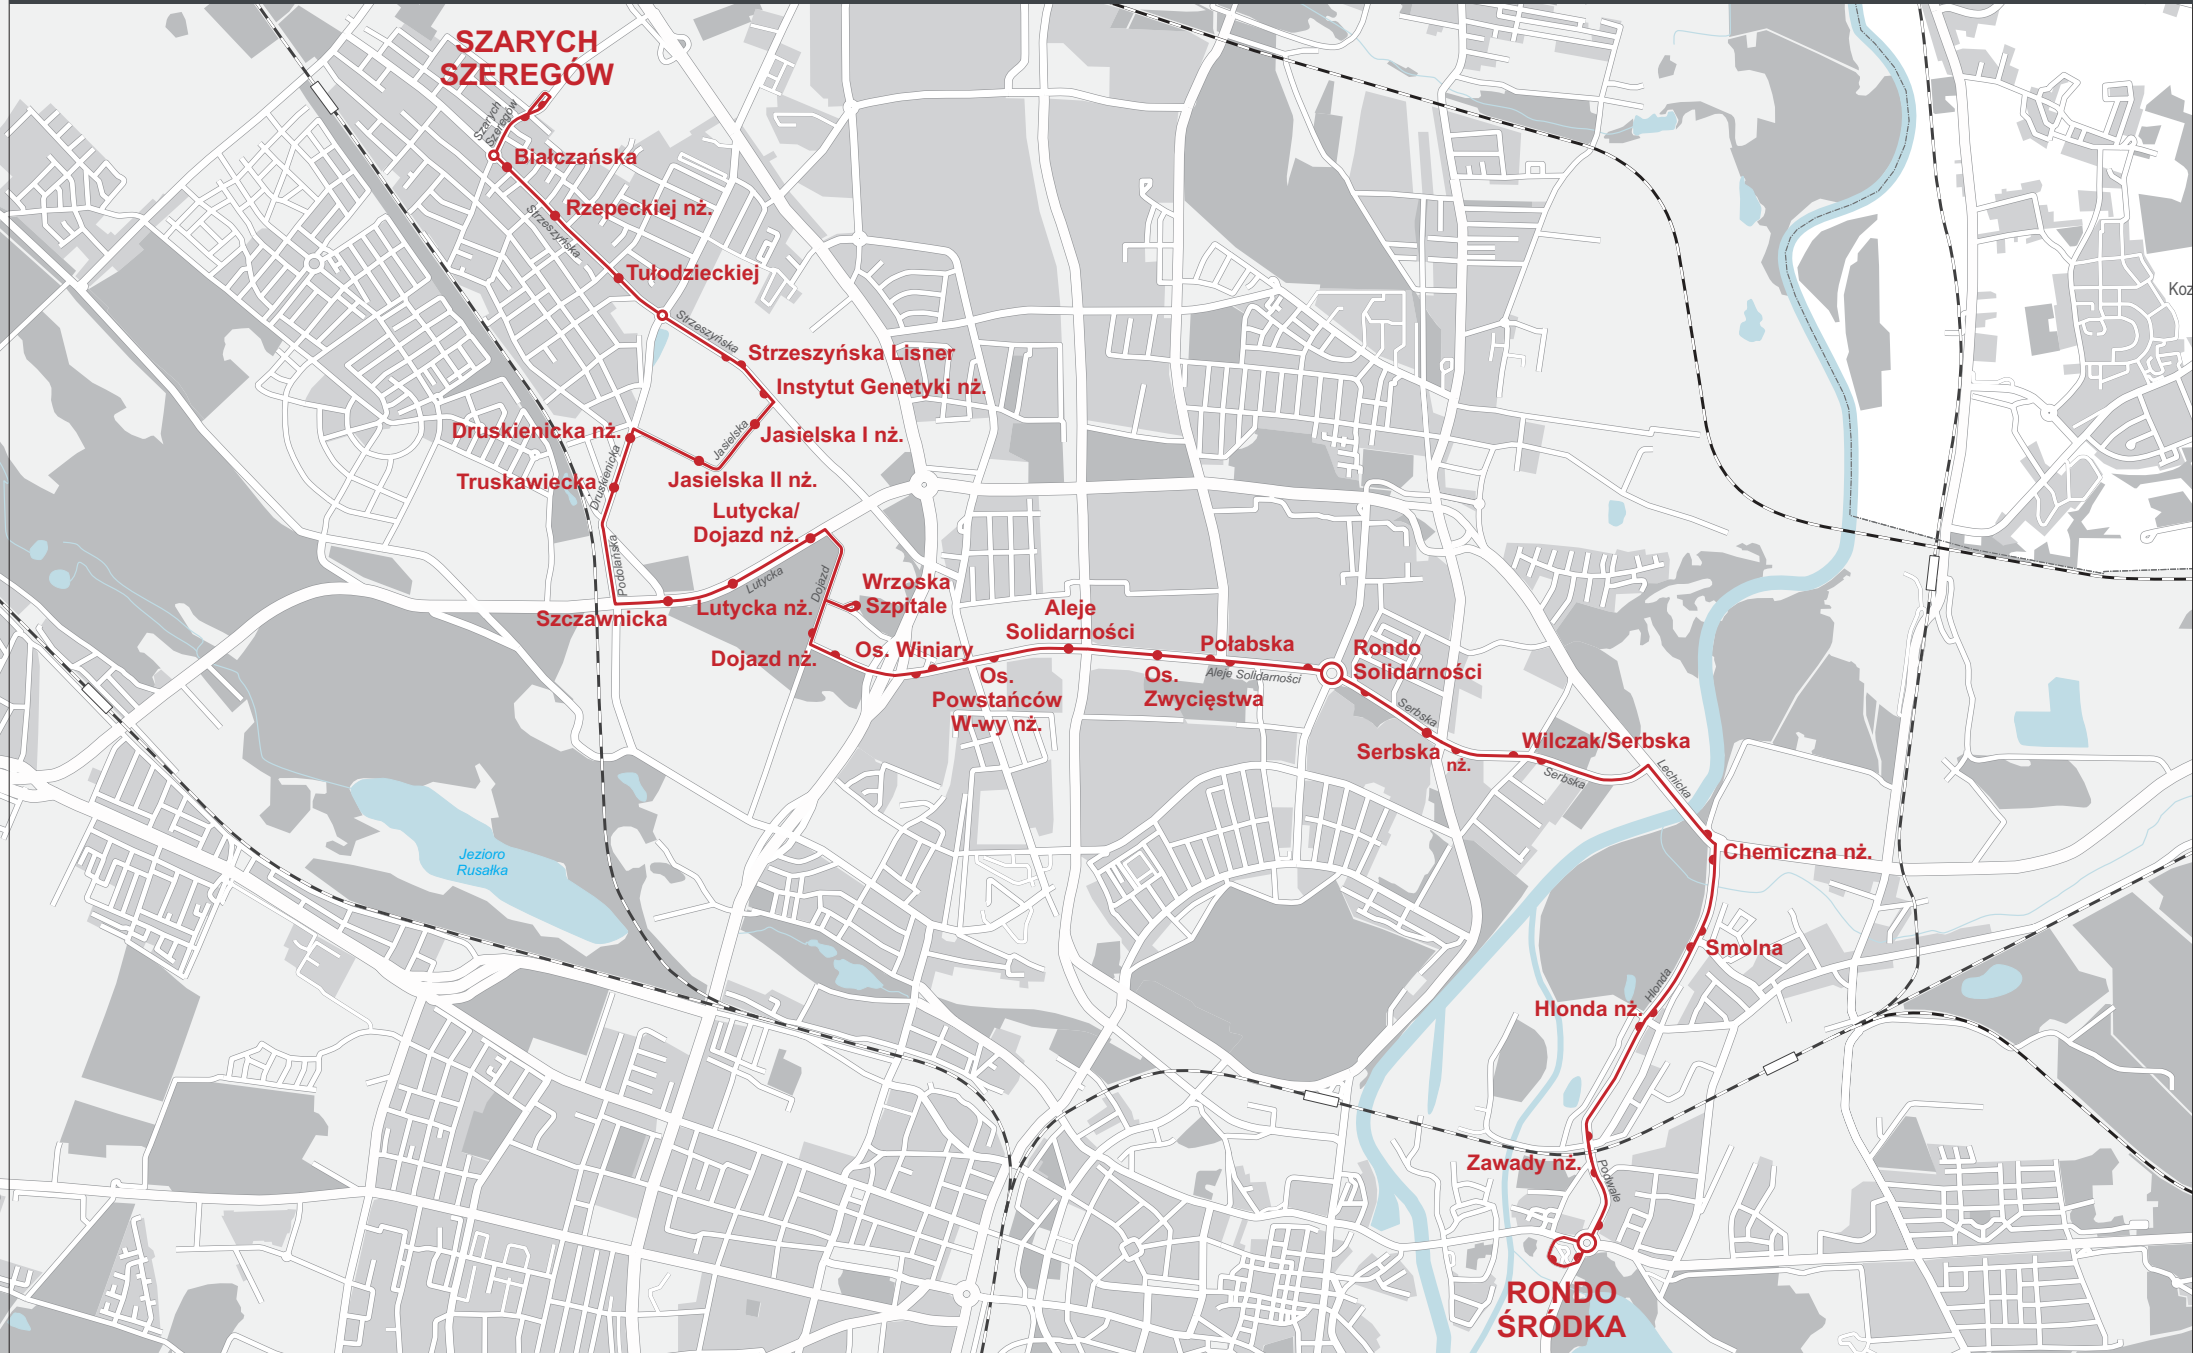 SZARYCH
SZEREGÓW
Szarych
Szeregów
Białczańska
Rzepeckiej nż.
Strzeszyńska
Tułodzieckiej
Koz
Strzeszyńska
Strzeszyńska Lisner
Instytut Genetyki nż.
Druskienicka nż.
Jasielska
Jasielska I nż.
Druskienicka
Truskawiecka
Jasielska II nż.
Lutycka/
Dojazd nż.
Podolańska
Lutycka
Dojazd
Wrzoska
Szpitale
Szczawnicka
Lutycka nż.
Aleje
Solidarności
Dojazd nż.
Os. Winiary
Os.
Powstańców
W-wy nż.
Połabska
Os.
Zwycięstwa
Aleje Solidarności
Rondo
Solidarności
Serbska
Serbska nż.
Wilczak/Serbska
Serbska
Lechicka
Jezioro
Rusałka
Chemiczna nż.
Smolna
Hlonda
Hlonda nż.
Zawady nż.
Podwale
RONDO
ŚRÓDKA